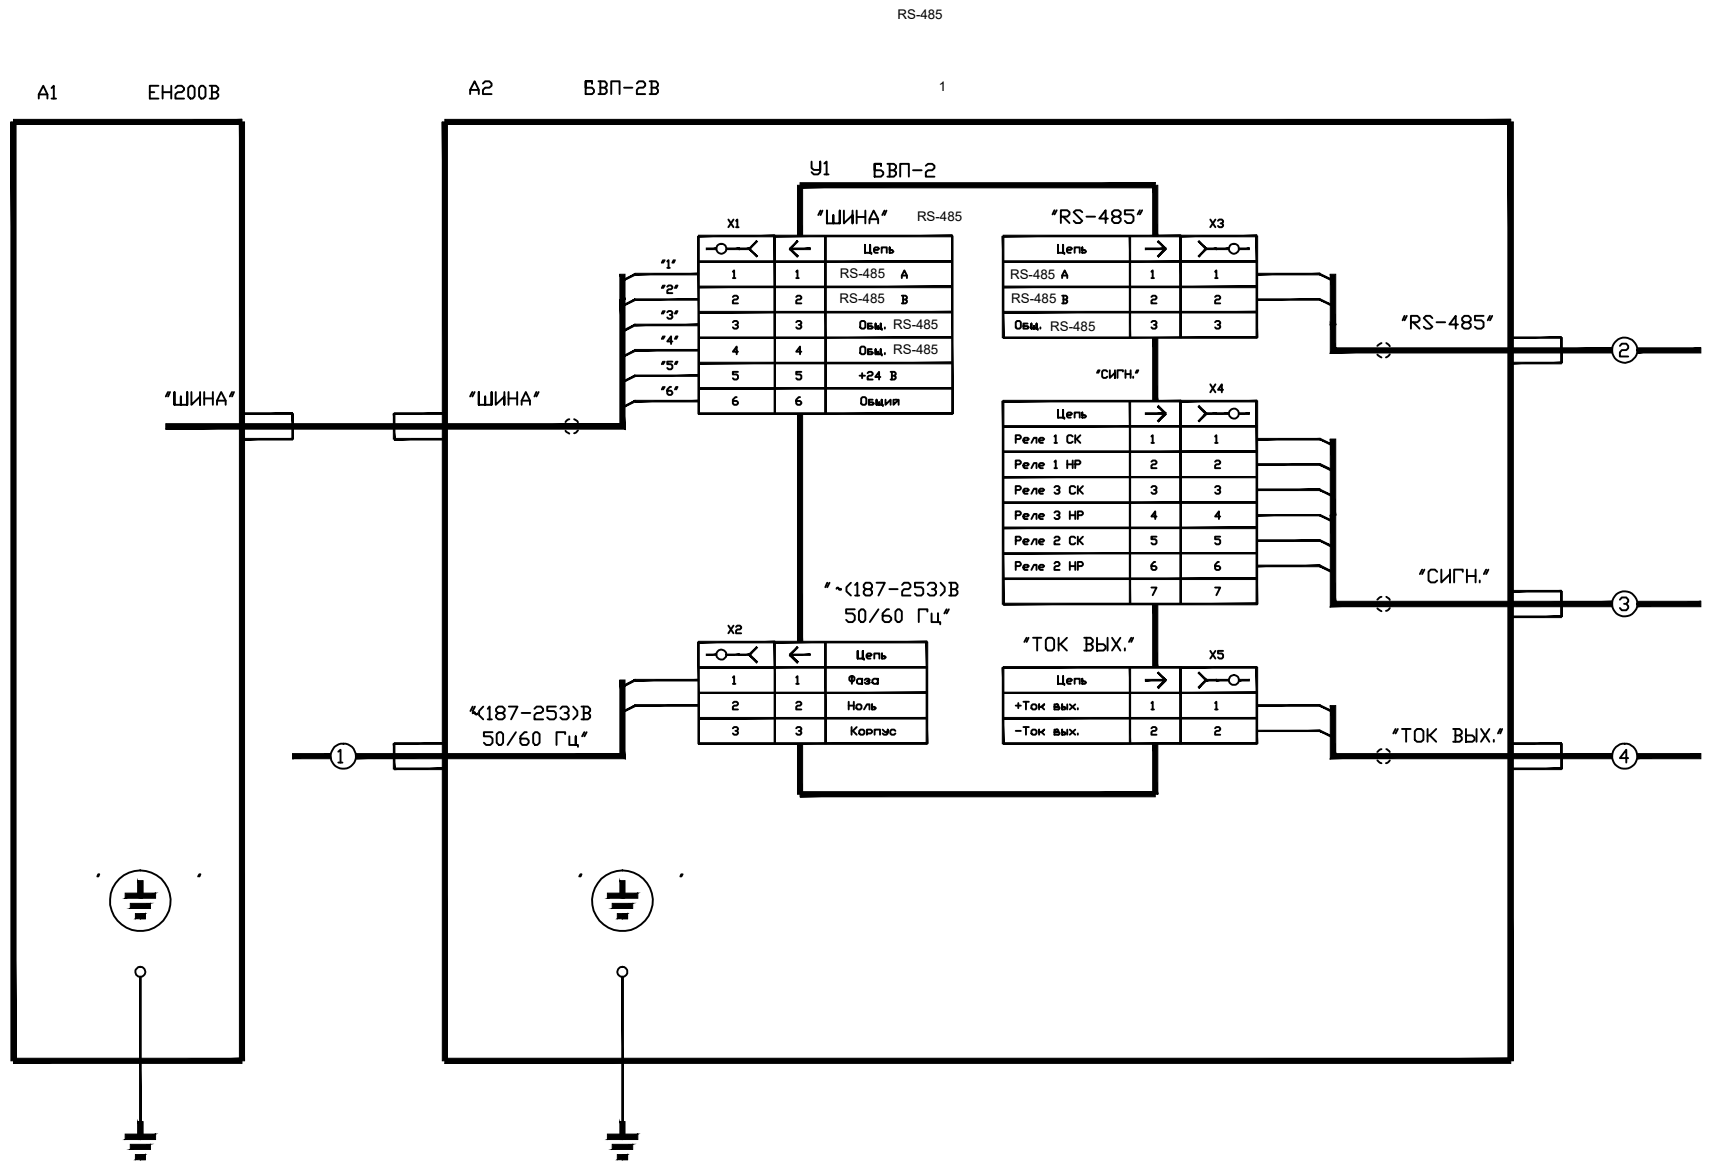 RS-485
А1 ЕН200В
А2 БВП-2В 1
У1 БВП-2
"ШИНА" RS-485
Х1
Цепь
"1" 1 1 RS-485 А
"2" 2 2 RS-485 В
"3" 3 3 Общ. RS-485
"4" 4 4 Общ. RS-485
"5" 5 5 +24 В
"6" 6 6 Общий
"RS-485"
Х3
Цепь
RS-485 А 1 1
RS-485 В 2 2
Общ. RS-485 3 3
"RS-485"
2
"СИГН."
Х4
Цепь
Реле 1 СК 1 1
Реле 1 НР 2 2
Реле 3 СК 3 3
Реле 3 НР 4 4
Реле 2 СК 5 5
Реле 2 НР 6 6
7 7
"СИГН."
3
"ШИНА"
"ШИНА"
"~(187-253)В
50/60 Гц"
Х2
Цепь
1 1 Фаза
2 2 Ноль
3 3 Корпус
"~(187-253)В
50/60 Гц"
1
"ТОК ВЫХ."
Х5
Цепь
+Ток вых. 1 1
-Ток вых. 2 2
"ТОК ВЫХ."
4